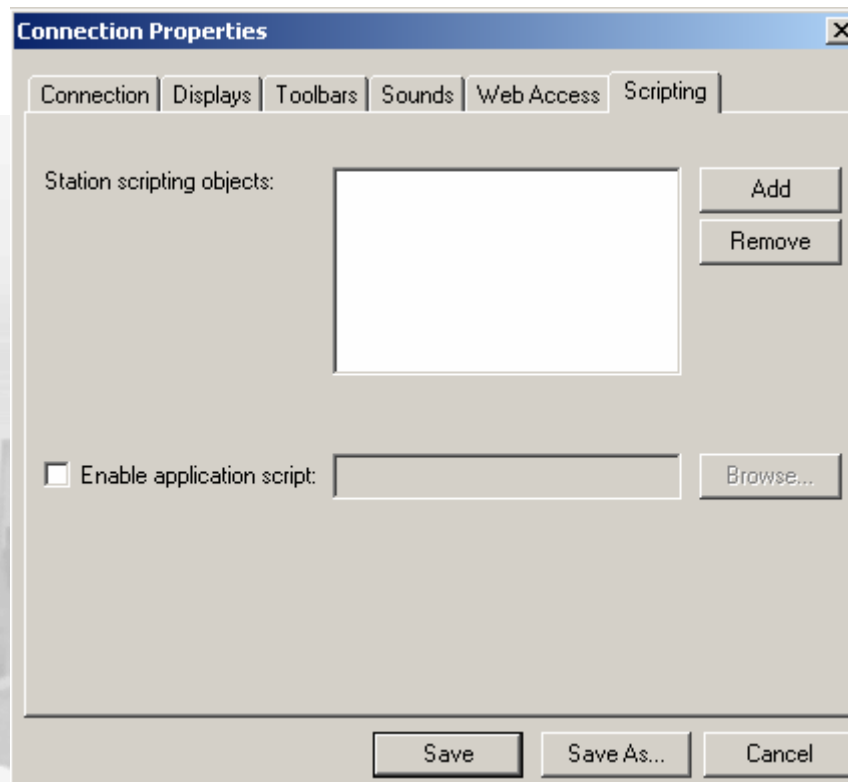 Connection Properties
Connection Displays Toolbars Sounds Web Access Scripting
Station scripting objects:
Add
Remove
Enable application script:
Browse...
Save Save As... Cancel